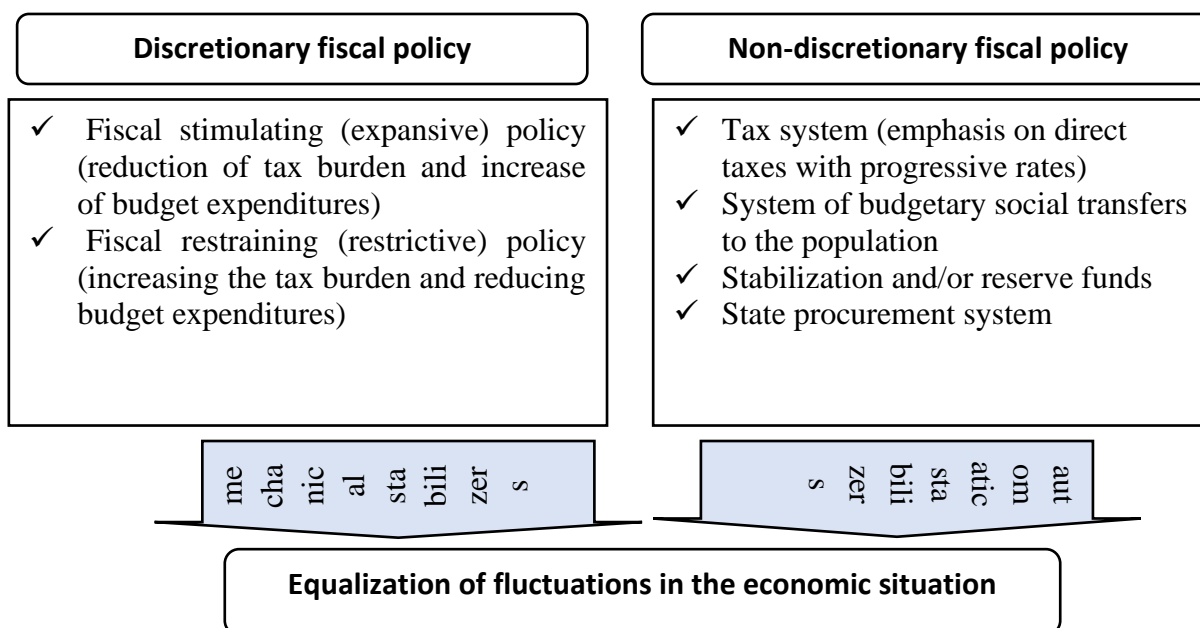 Discretionary fiscal policy
Non-discretionary fiscal policy
✓ Fiscal stimulating (expansive) policy
(reduction of tax burden and increase
of budget expenditures)
✓ Fiscal restraining (restrictive) policy
(increasing the tax burden and reducing
budget expenditures)
✓ Tax system (emphasis on direct
taxes with progressive rates)
✓ System of budgetary social transfers
to the population
✓ Stabilization and/or reserve funds
✓ State procurement system
me
cha
nic
al
sta
bili
zer
s
aut
om
atic
sta
bili
zer
s
Equalization of fluctuations in the economic situation